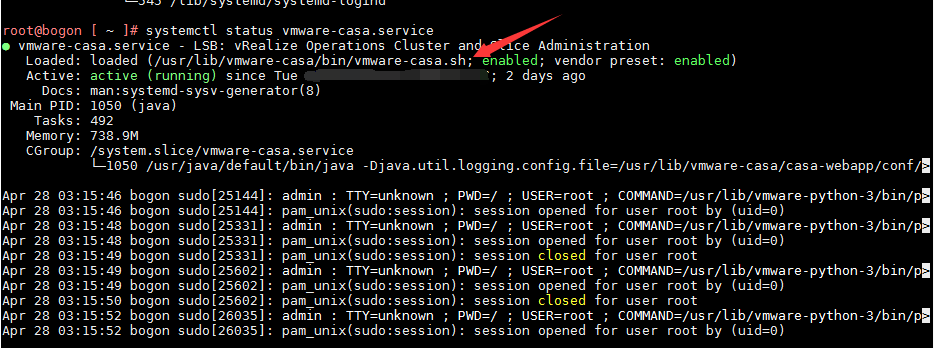 └─545 /lib/systemd/systemd-logind
root@bogon [ ~ ]# systemctl status vmware-casa.service
● vmware-casa.service - LSB: vRealize Operations Cluster and Slice Administration
Loaded: loaded (/usr/lib/vmware-casa/bin/vmware-casa.sh; enabled; vendor preset: enabled)
Active: active (running) since Tue ; 2 days ago
Docs: man:systemd-sysv-generator(8)
Main PID: 1050 (java)
Tasks: 492
Memory: 738.9M
CGroup: /system.slice/vmware-casa.service
└─1050 /usr/java/default/bin/java -Djava.util.logging.config.file=/usr/lib/vmware-casa/casa-webapp/conf/>
Apr 28 03:15:46 bogon sudo[25144]: admin : TTY=unknown ; PWD=/ ; USER=root ; COMMAND=/usr/lib/vmware-python-3/bin/p>
Apr 28 03:15:46 bogon sudo[25144]: pam_unix(sudo:session): session opened for user root by (uid=0)
Apr 28 03:15:48 bogon sudo[25331]: admin : TTY=unknown ; PWD=/ ; USER=root ; COMMAND=/usr/lib/vmware-python-3/bin/p>
Apr 28 03:15:48 bogon sudo[25331]: pam_unix(sudo:session): session opened for user root by (uid=0)
Apr 28 03:15:49 bogon sudo[25331]: pam_unix(sudo:session): session closed for user root
Apr 28 03:15:49 bogon sudo[25602]: admin : TTY=unknown ; PWD=/ ; USER=root ; COMMAND=/usr/lib/vmware-python-3/bin/p>
Apr 28 03:15:49 bogon sudo[25602]: pam_unix(sudo:session): session opened for user root by (uid=0)
Apr 28 03:15:50 bogon sudo[25602]: pam_unix(sudo:session): session closed for user root
Apr 28 03:15:52 bogon sudo[26035]: admin : TTY=unknown ; PWD=/ ; USER=root ; COMMAND=/usr/lib/vmware-python-3/bin/p>
Apr 28 03:15:52 bogon sudo[26035]: pam_unix(sudo:session): session opened for user root by (uid=0)